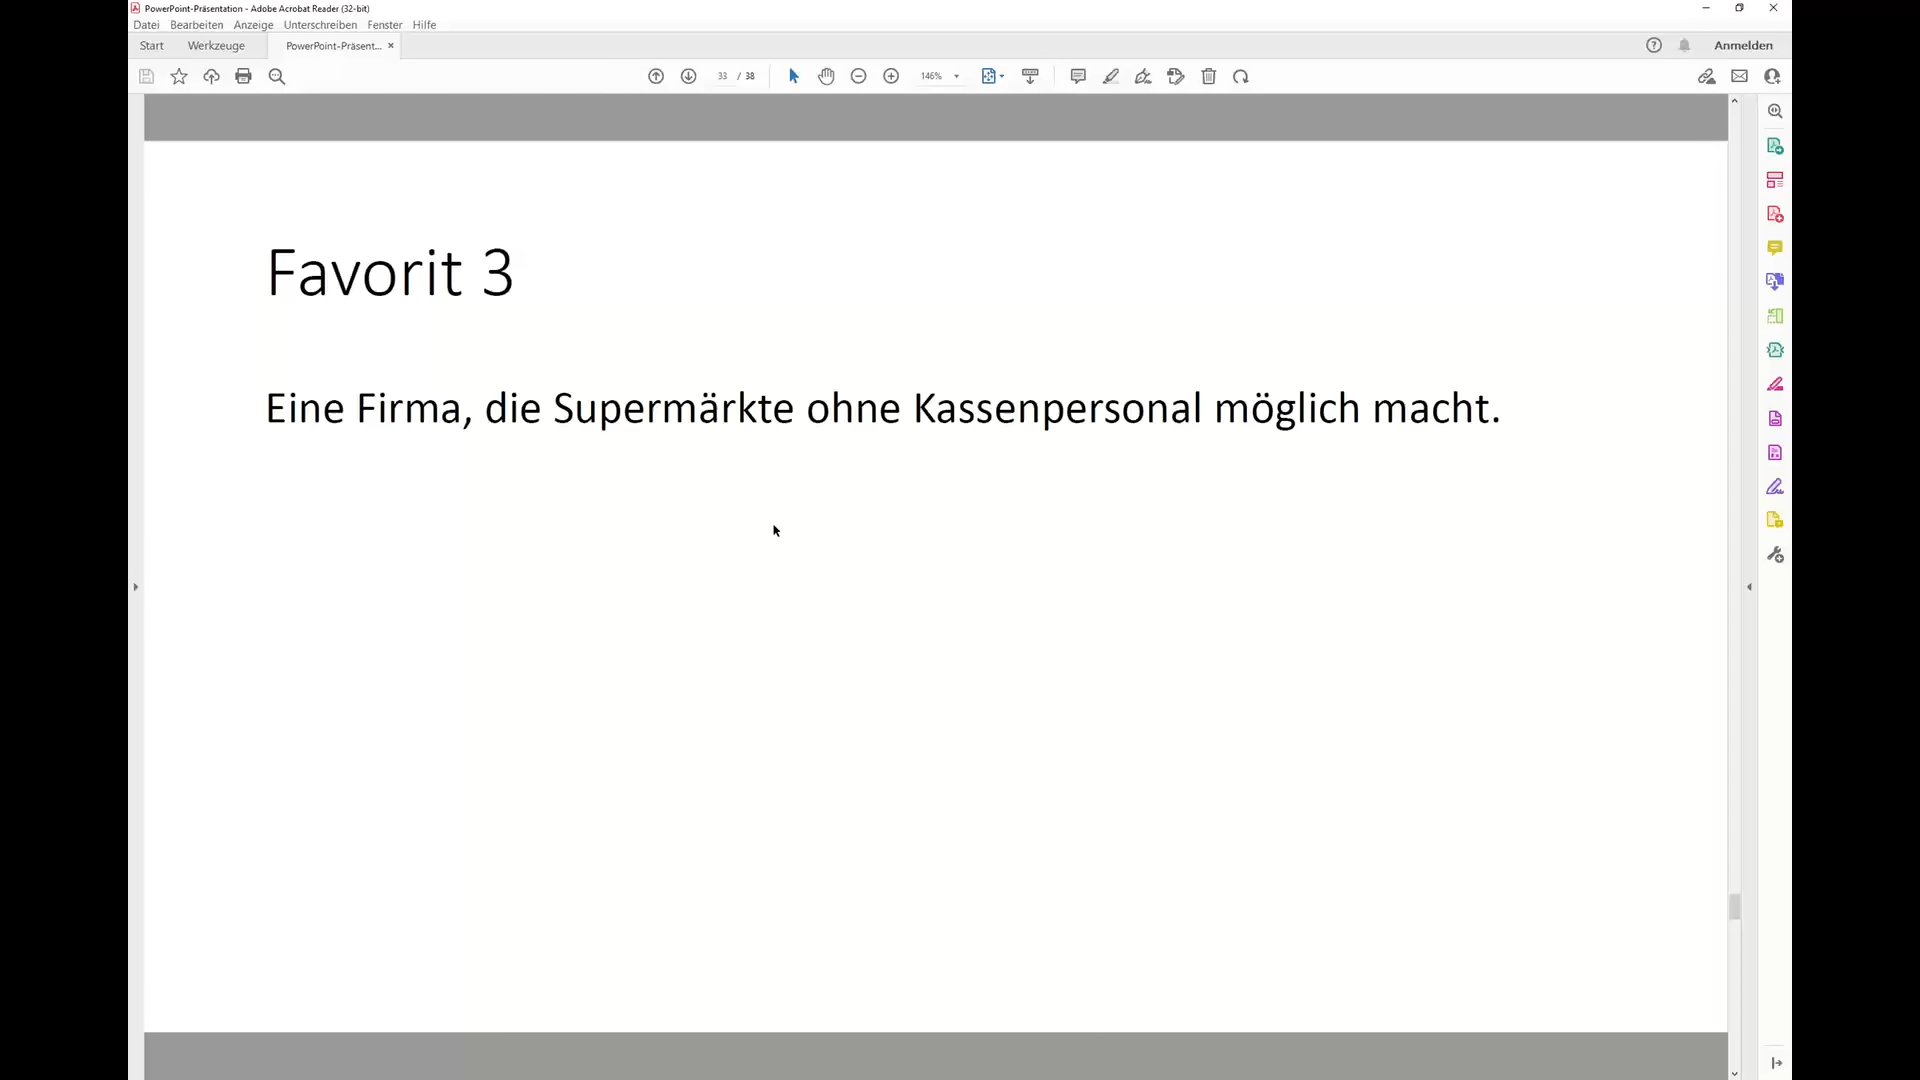 PowerPoint-Präsentation - Adobe Acrobat Reader (32-bit)
Datei Bearbeiten Anzeige Unterschreiben Fenster Hilfe
Start Werkzeuge PowerPoint-Präsent... × Anmelden
33 / 38 146%
Favorit 3
Eine Firma, die Supermärkte ohne Kassenpersonal möglich macht.